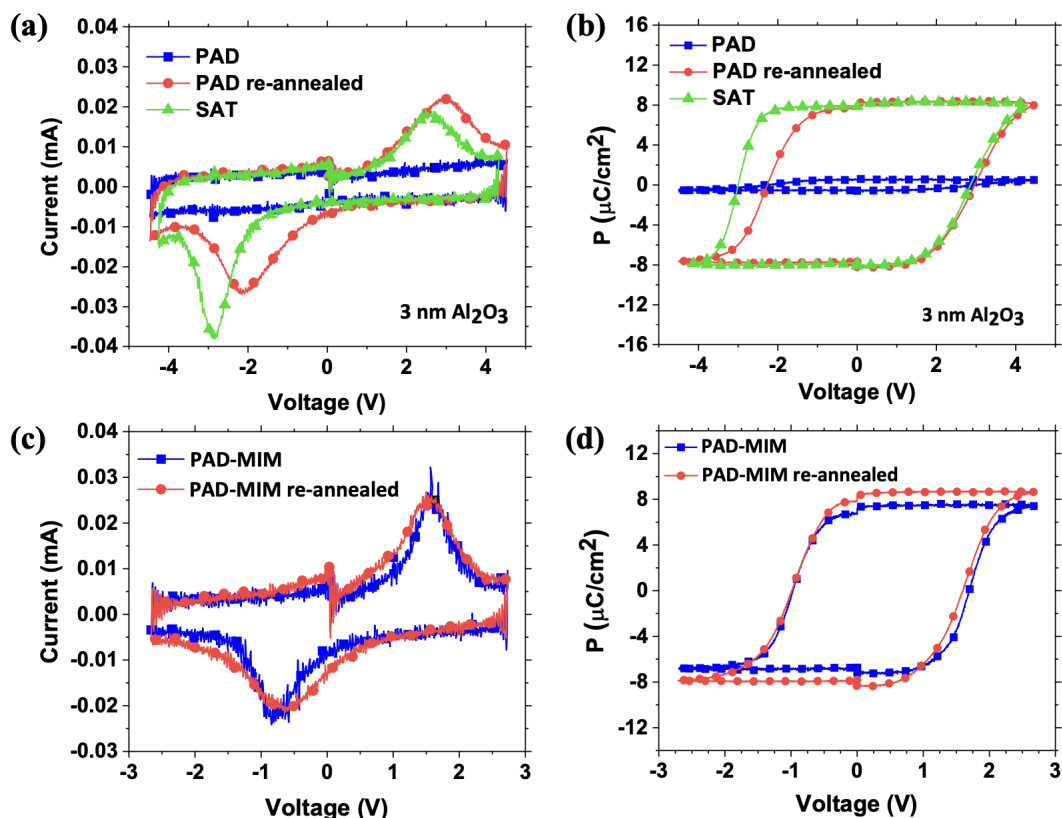 (a)
PAD
PAD re-annealed
SAT
0.04
0.03
0.02
0.01
0.00
-0.01
-0.02
-0.03
-0.04
Current (mA)
3 nm Al₂O₃
-4 -2 0 2 4
Voltage (V)
(b)
PAD
PAD re-annealed
SAT
16
12
8
4
0
-4
-8
-12
-16
P (μC/cm²)
3 nm Al₂O₃
-4 -2 0 2 4
Voltage (V)
(c)
PAD-MIM
PAD-MIM re-annealed
0.04
0.03
0.02
0.01
0.00
-0.01
-0.02
-0.03
Current (mA)
-3 -2 -1 0 1 2 3
Voltage (V)
(d)
PAD-MIM
PAD-MIM re-annealed
12
8
4
0
-4
-8
-12
P (μC/cm²)
-3 -2 -1 0 1 2 3
Voltage (V)